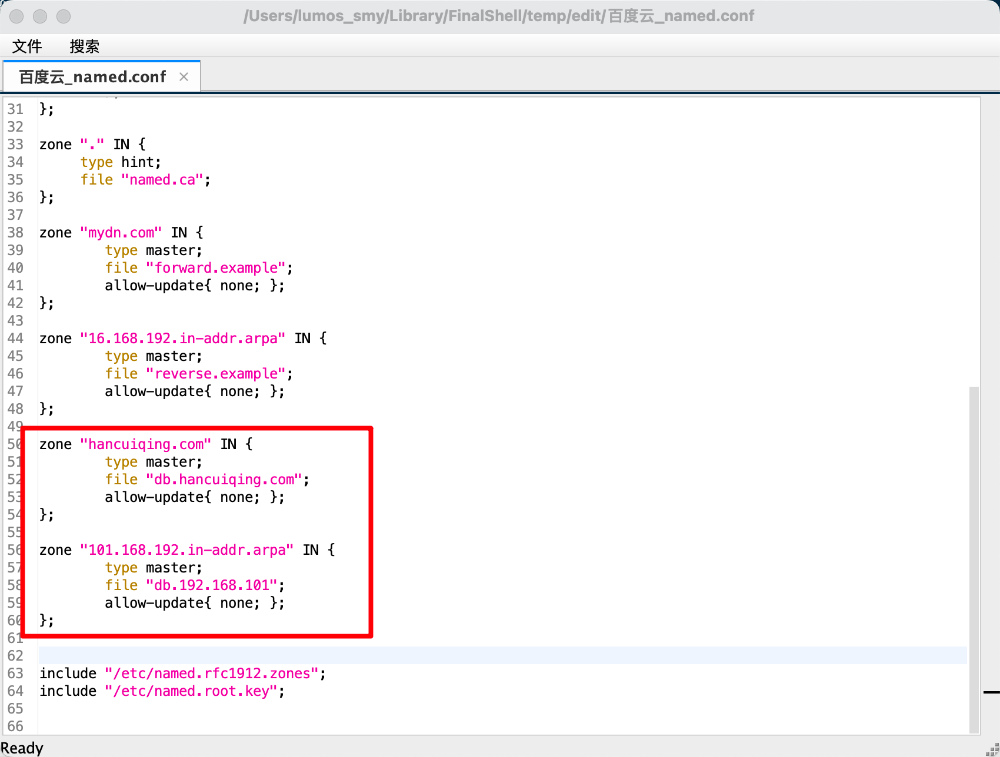 /Users/lumos_smy/Library/FinalShell/temp/edit/百度云_named.conf
文件 搜索
百度云_named.conf ×
31 };
32
33 zone "." IN {
34 type hint;
35 file "named.ca";
36 };
37
38 zone "mydn.com" IN {
39 type master;
40 file "forward.example";
41 allow-update{ none; };
42 };
43
44 zone "16.168.192.in-addr.arpa" IN {
45 type master;
46 file "reverse.example";
47 allow-update{ none; };
48 };
49
50 zone "hancuiqing.com" IN {
51 type master;
52 file "db.hancuiqing.com";
53 allow-update{ none; };
54 };
55
56 zone "101.168.192.in-addr.arpa" IN {
57 type master;
58 file "db.192.168.101";
59 allow-update{ none; };
60 };
61
62
63 include "/etc/named.rfc1912.zones";
64 include "/etc/named.root.key";
65
66
Ready